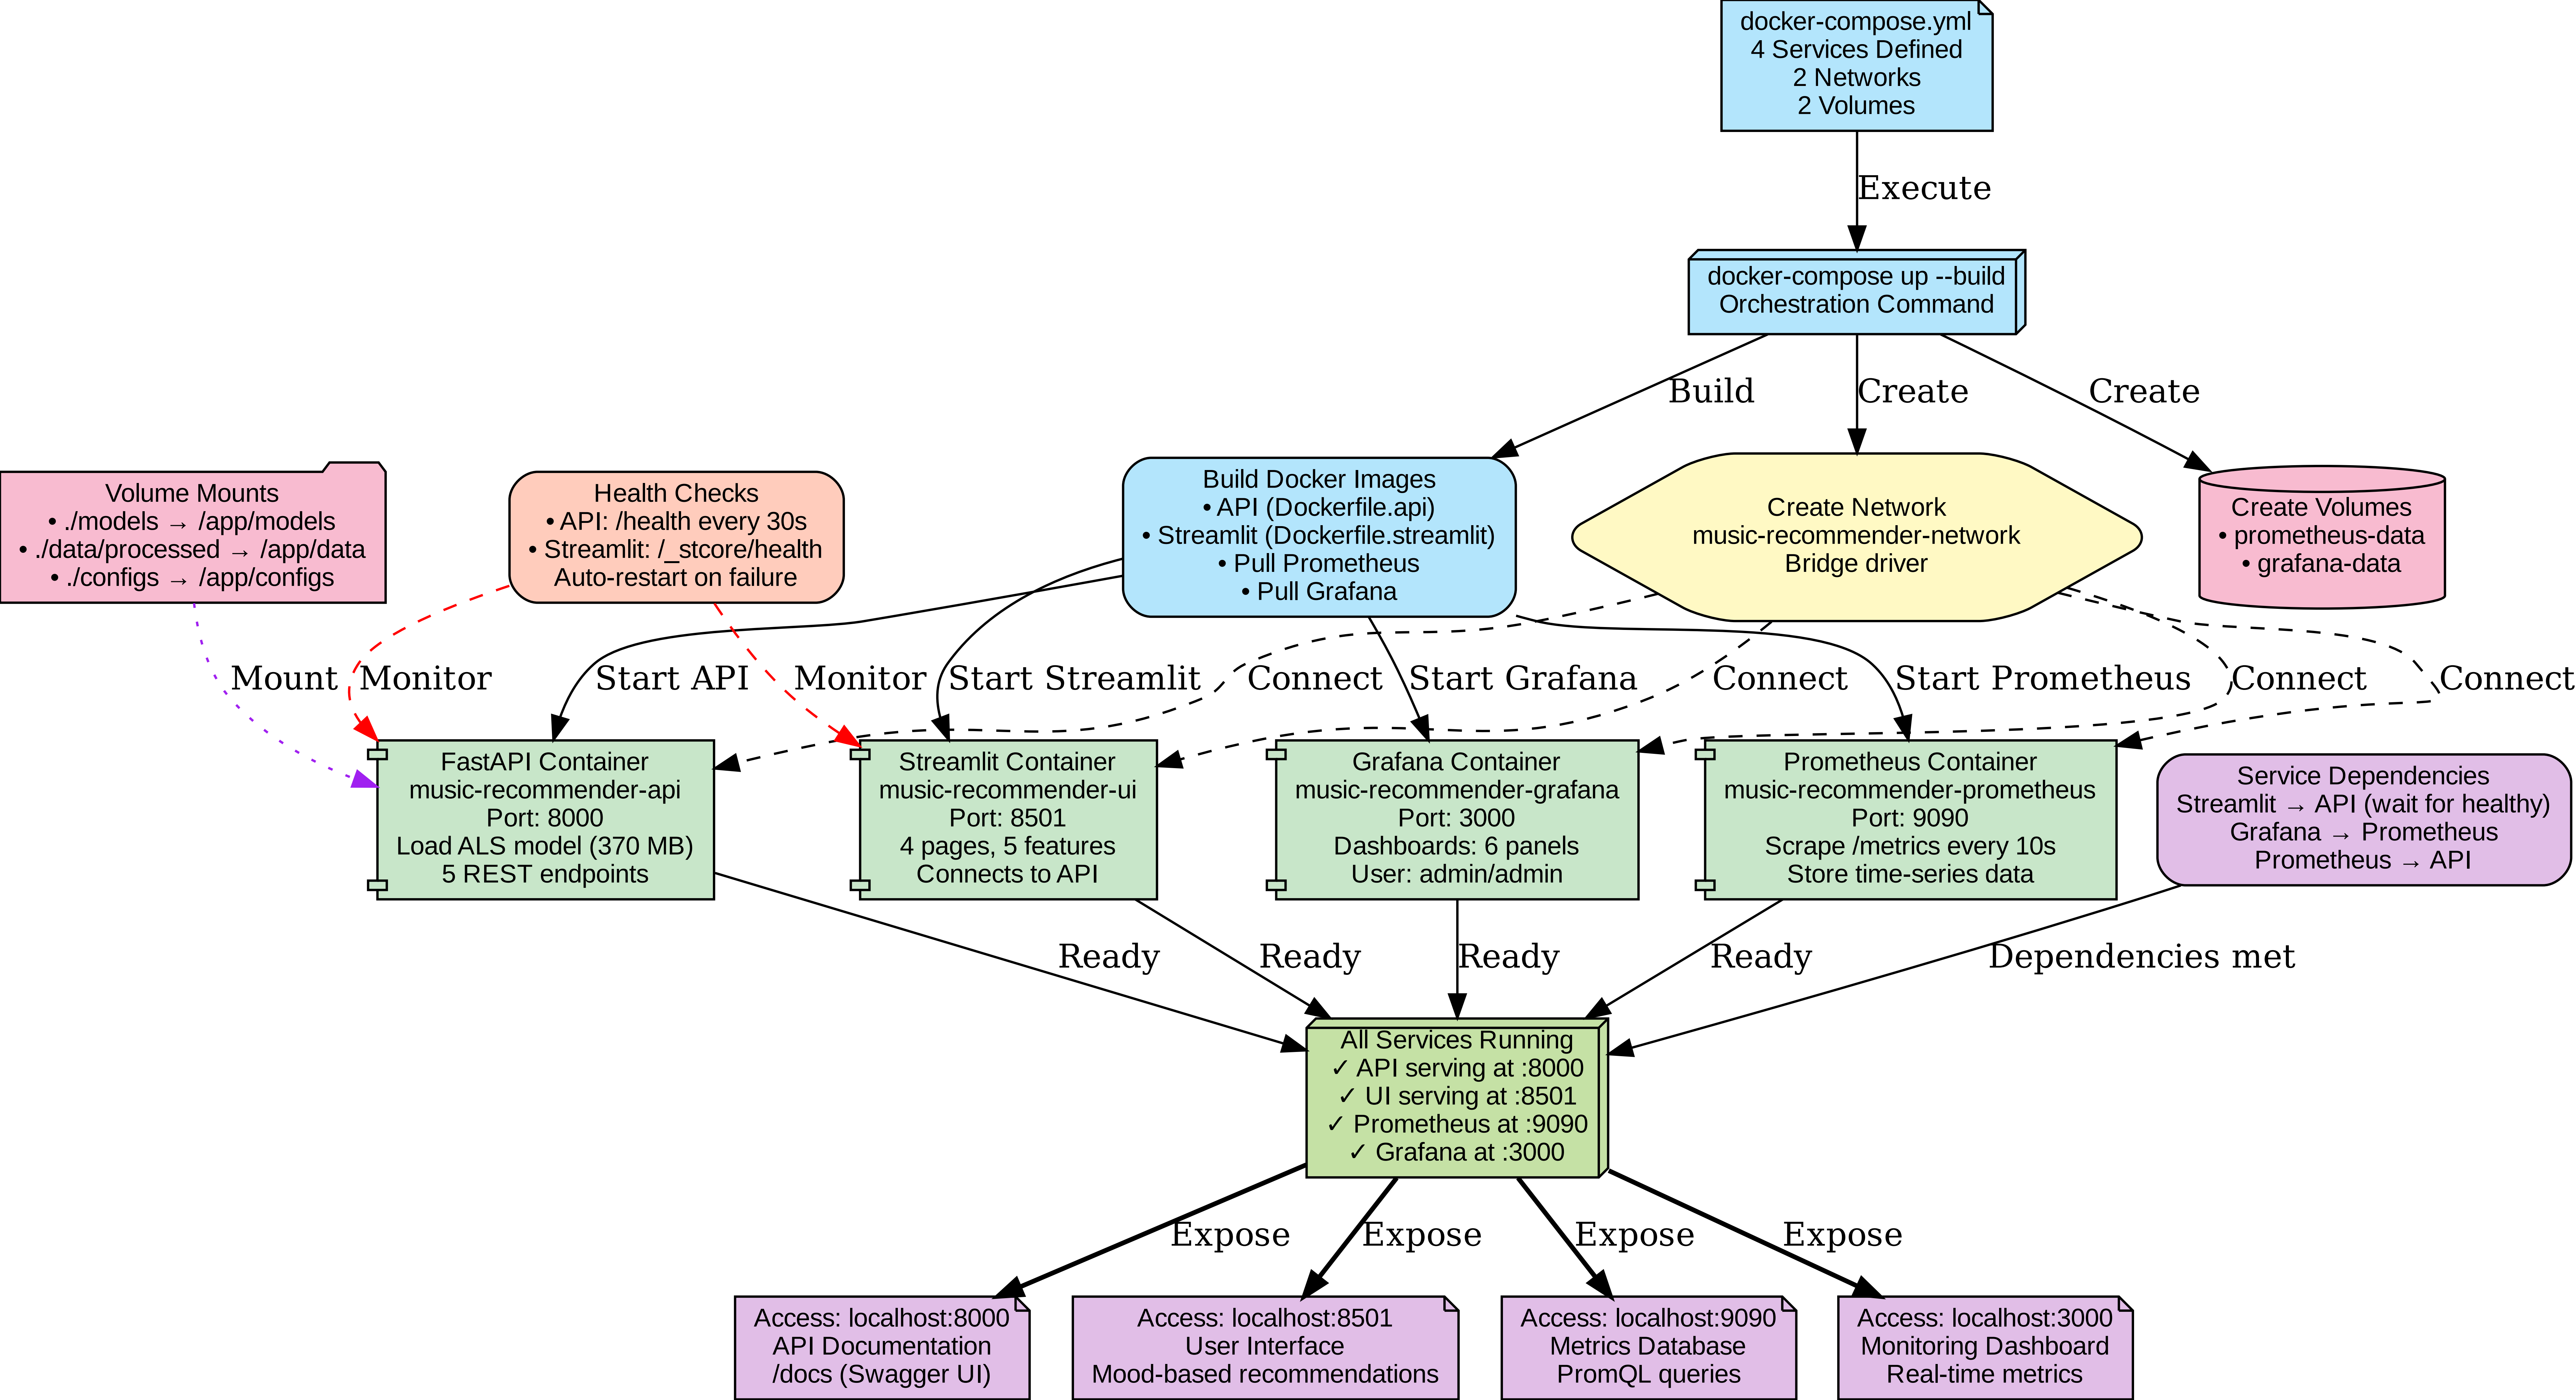 docker-compose.yml
4 Services Defined
2 Networks
2 Volumes
Execute
docker-compose up --build
Orchestration Command
Build
Create
Create
Volume Mounts
• ./models → /app/models
• ./data/processed → /app/data
• ./configs → /app/configs
Health Checks
• API: /health every 30s
• Streamlit: /_stcore/health
Auto-restart on failure
Build Docker Images
• API (Dockerfile.api)
• Streamlit (Dockerfile.streamlit)
• Pull Prometheus
• Pull Grafana
Create Network
music-recommender-network
Bridge driver
Create Volumes
• prometheus-data
• grafana-data
Mount
Monitor
Start API
Monitor
Start Streamlit
Connect
Start Grafana
Connect
Start Prometheus
Connect
Connect
FastAPI Container
music-recommender-api
Port: 8000
Load ALS model (370 MB)
5 REST endpoints
Streamlit Container
music-recommender-ui
Port: 8501
4 pages, 5 features
Connects to API
Grafana Container
music-recommender-grafana
Port: 3000
Dashboards: 6 panels
User: admin/admin
Prometheus Container
music-recommender-prometheus
Port: 9090
Scrape /metrics every 10s
Store time-series data
Service Dependencies
Streamlit → API (wait for healthy)
Grafana → Prometheus
Prometheus → API
Ready
Ready
Ready
Ready
Dependencies met
All Services Running
✓ API serving at :8000
✓ UI serving at :8501
✓ Prometheus at :9090
✓ Grafana at :3000
Expose
Expose
Expose
Expose
Access: localhost:8000
API Documentation
/docs (Swagger UI)
Access: localhost:8501
User Interface
Mood-based recommendations
Access: localhost:9090
Metrics Database
PromQL queries
Access: localhost:3000
Monitoring Dashboard
Real-time metrics